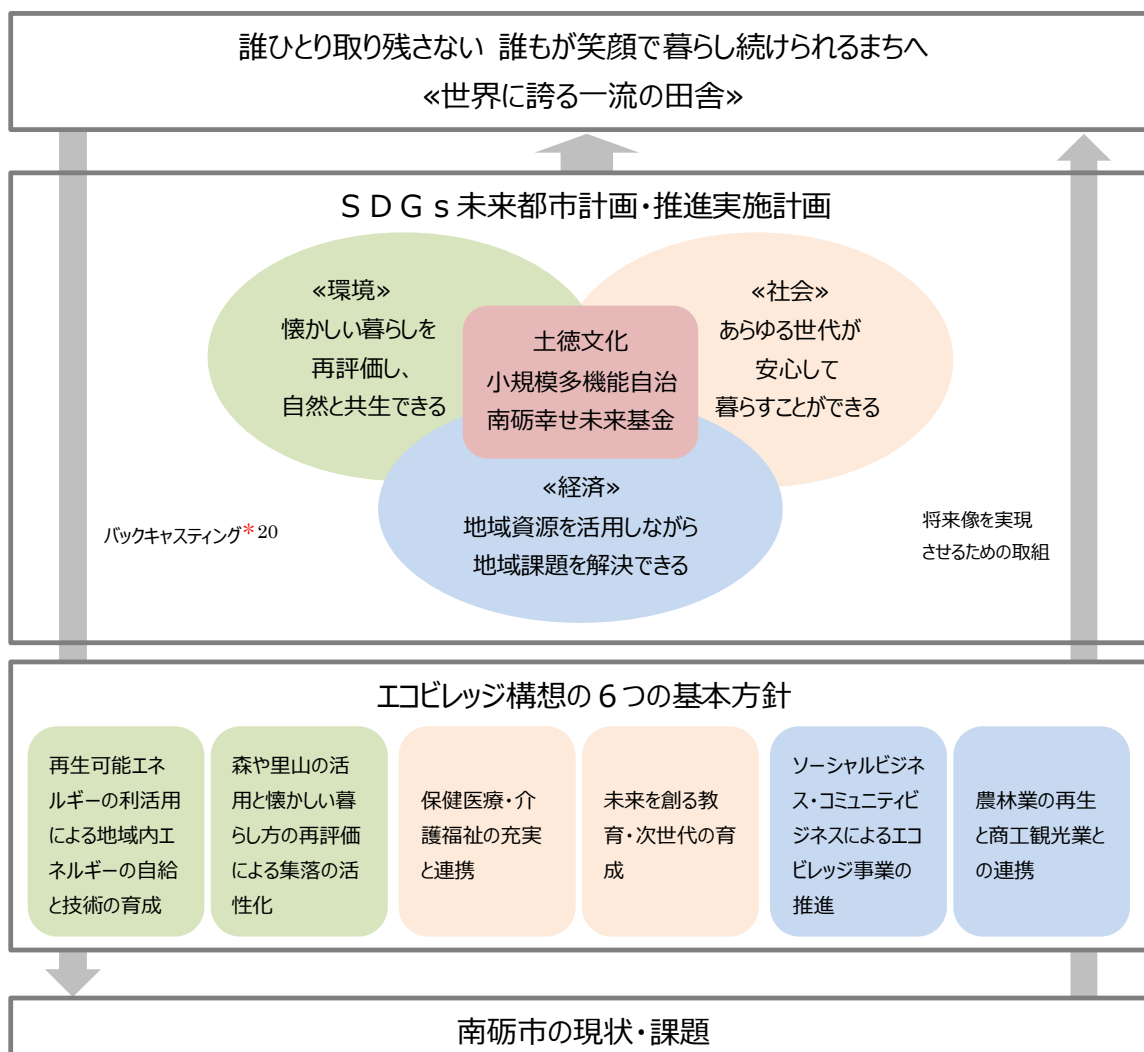 誰ひとり取り残さない 誰もが笑顔で暮らし続けられるまちへ
≪世界に誇る一流の田舎≫
ＳＤＧｓ未来都市計画・推進実施計画
≪環境≫
懐かしい暮らしを
再評価し、
自然と共生できる
≪社会≫
あらゆる世代が
安心して
暮らすことができる
土徳文化
小規模多機能自治
南砺幸せ未来基金
≪経済≫
地域資源を活用しながら
地域課題を解決できる
バックキャスティング*20
将来像を実現
させるための取組
エコビレッジ構想の６つの基本方針
再生可能エネ
ルギーの利活用
による地域内エ
ネルギーの自給
と技術の育成
森や里山の活
用と懐かしい暮
らし方の再評価
による集落の活
性化
保健医療・介
護福祉の充実
と連携
未来を創る教
育・次世代の育
成
ソーシャルビジネ
ス・コミュニティビ
ジネスによるエコ
ビレッジ事業の
推進
農林業の再生
と商工観光業と
の連携
南砺市の現状・課題